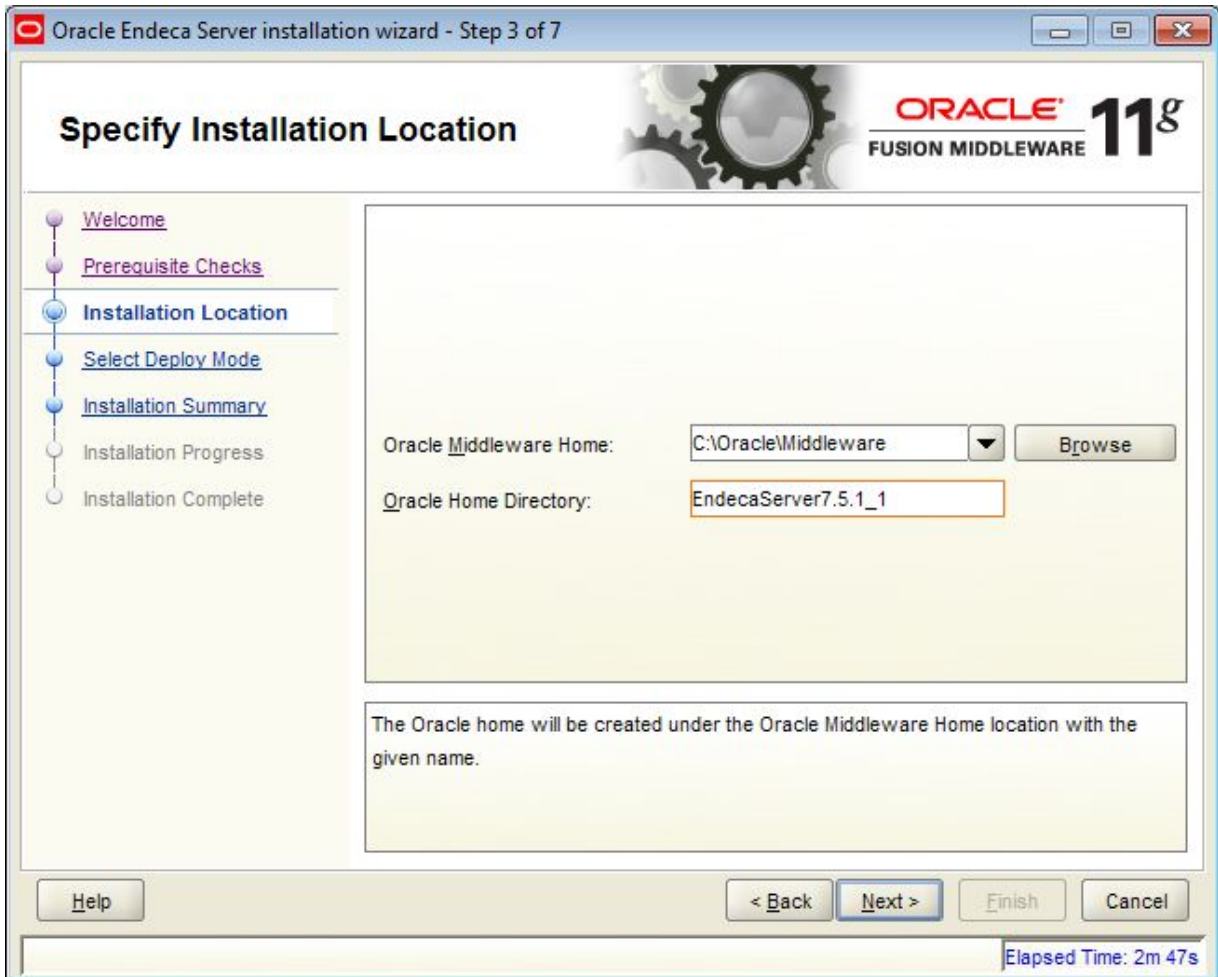 Oracle Endeca Server installation wizard - Step 3 of 7
Specify Installation Location
ORACLE
FUSION MIDDLEWARE 11g
Welcome
Prerequisite Checks
Installation Location
Select Deploy Mode
Installation Summary
Installation Progress
Installation Complete
Oracle Middleware Home: C:\Oracle\Middleware Browse
Oracle Home Directory: EndecaServer7.5.1_1
The Oracle home will be created under the Oracle Middleware Home location with the
given name.
Help < Back Next > Finish Cancel
Elapsed Time: 2m 47s